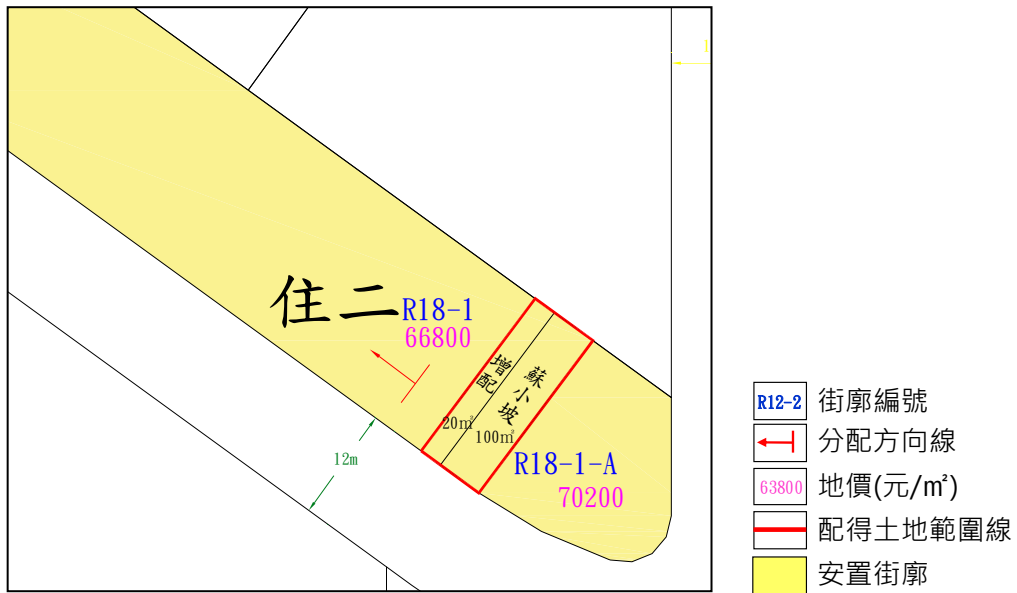 住二
R18-1
66800
增配
20㎡
蘇小坡
100㎡
R18-1-A
70200
12m
R12-2 街廓編號
分配方向線
63800 地價(元/㎡)
配得土地範圍線
安置街廓